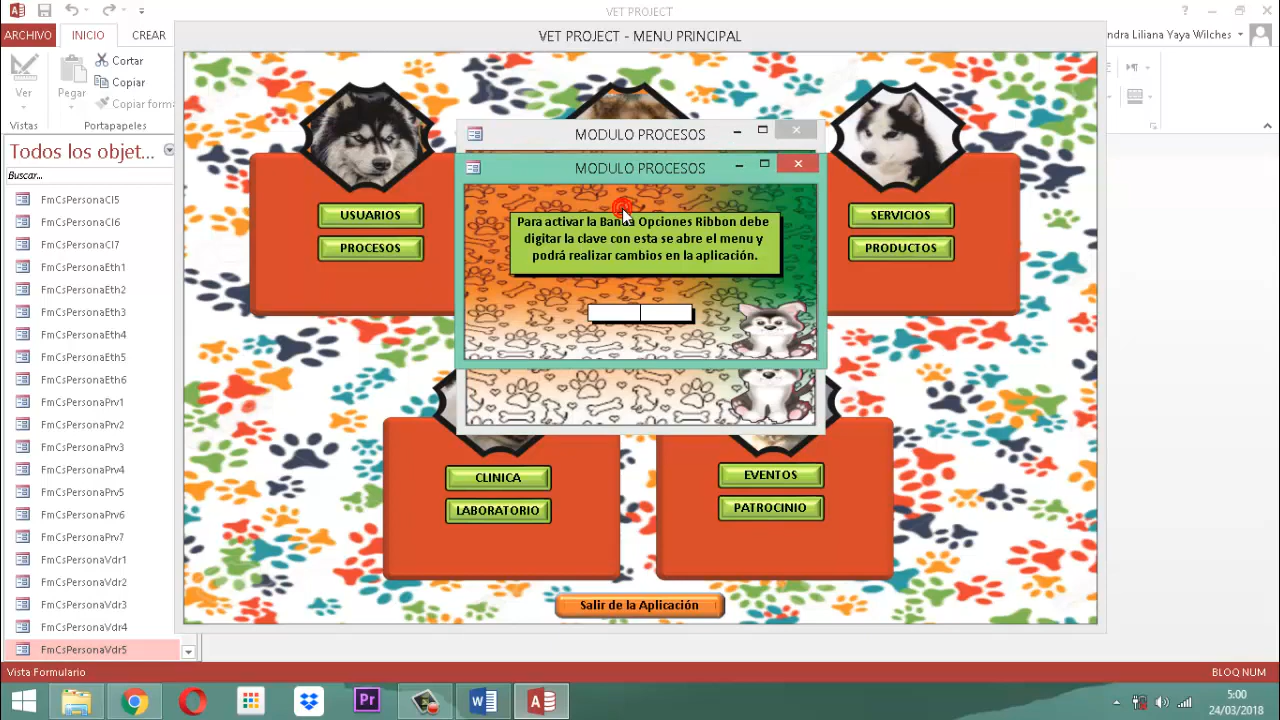 VET PROJECT
ARCHIVO
INICIO
CREAR
ndra Liliana Yaya Wilches
Ver
Pegar
Cortar
Copiar
Copiar forma
Vistas
Portapapeles
VET PROJECT - MENU PRINCIPAL
Todos los objet...
Buscar...
FmCsPersonaCl5
FmCsPersonaCl6
FmCsPersonaCl7
FmCsPersonaEth1
FmCsPersonaEth2
FmCsPersonaEth3
FmCsPersonaEth4
FmCsPersonaEth5
FmCsPersonaEth6
FmCsPersonaPrv1
FmCsPersonaPrv2
FmCsPersonaPrv3
FmCsPersonaPrv4
FmCsPersonaPrv5
FmCsPersonaPrv6
FmCsPersonaPrv7
FmCsPersonaVdr1
FmCsPersonaVdr2
FmCsPersonaVdr3
FmCsPersonaVdr4
FmCsPersonaVdr5
USUARIOS
PROCESOS
MODULO PROCESOS
MODULO PROCESOS
Para activar la Banda Opciones Ribbon debe
digitar la clave con esta se abre el menu y
podrá realizar cambios en la aplicación.
SERVICIOS
PRODUCTOS
CLINICA
LABORATORIO
EVENTOS
PATROCINIO
Salir de la Aplicación
Vista Formulario
BLOQ NUM
Pr
5:00
24/03/2018